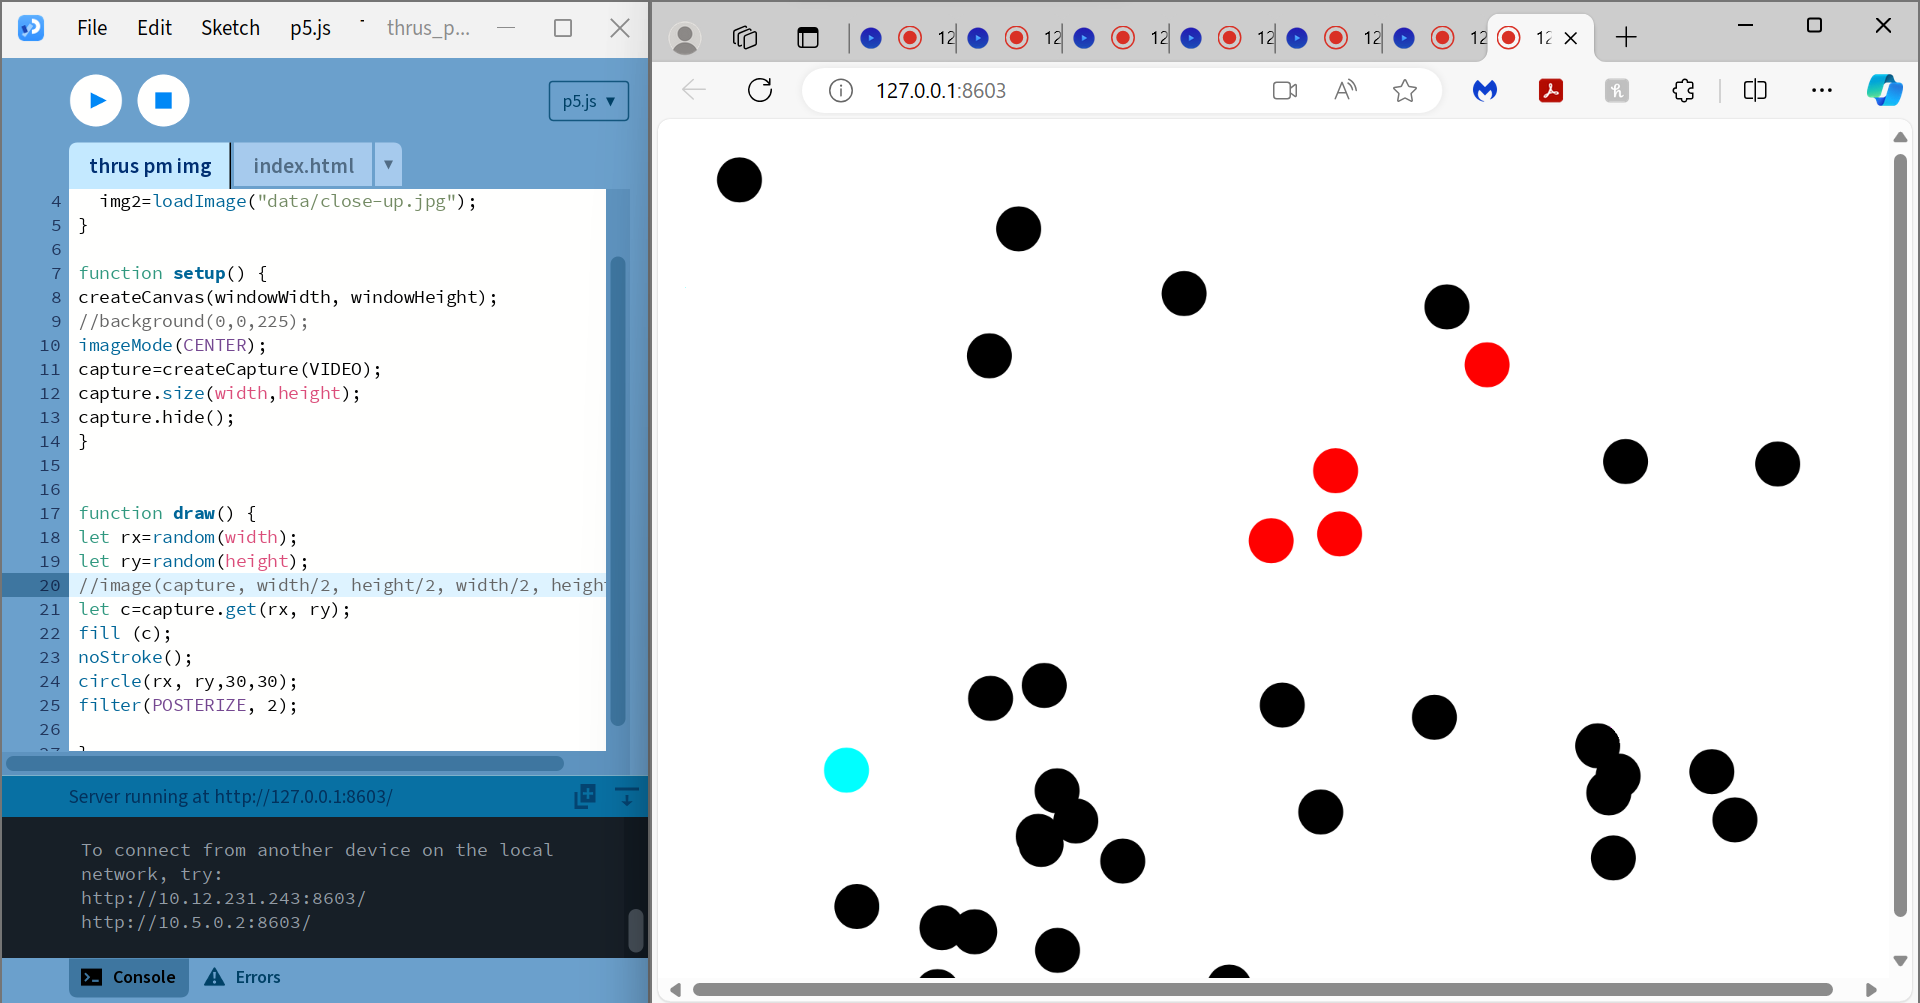 File Edit Sketch p5.js thrus_p...
p5.js ▾
thrus pm img index.html ▾
4 img2=loadImage("data/close-up.jpg");
5 }
6
7 function setup() {
8 createCanvas(windowWidth, windowHeight);
9 //background(0,0,225);
10 imageMode(CENTER);
11 capture=createCapture(VIDEO);
12 capture.size(width,height);
13 capture.hide();
14 }
15
16
17 function draw() {
18 let rx=random(width);
19 let ry=random(height);
20 //image(capture, width/2, height/2, width/2, heigh
21 let c=capture.get(rx, ry);
22 fill (c);
23 noStroke();
24 circle(rx, ry,30,30);
25 filter(POSTERIZE, 2);
26
27 }
Server running at http://127.0.0.1:8603/
To connect from another device on the local
network, try:
http://10.12.231.243:8603/
http://10.5.0.2:8603/
Console Errors
12 12 12 12 12 12 12
127.0.0.1:8603